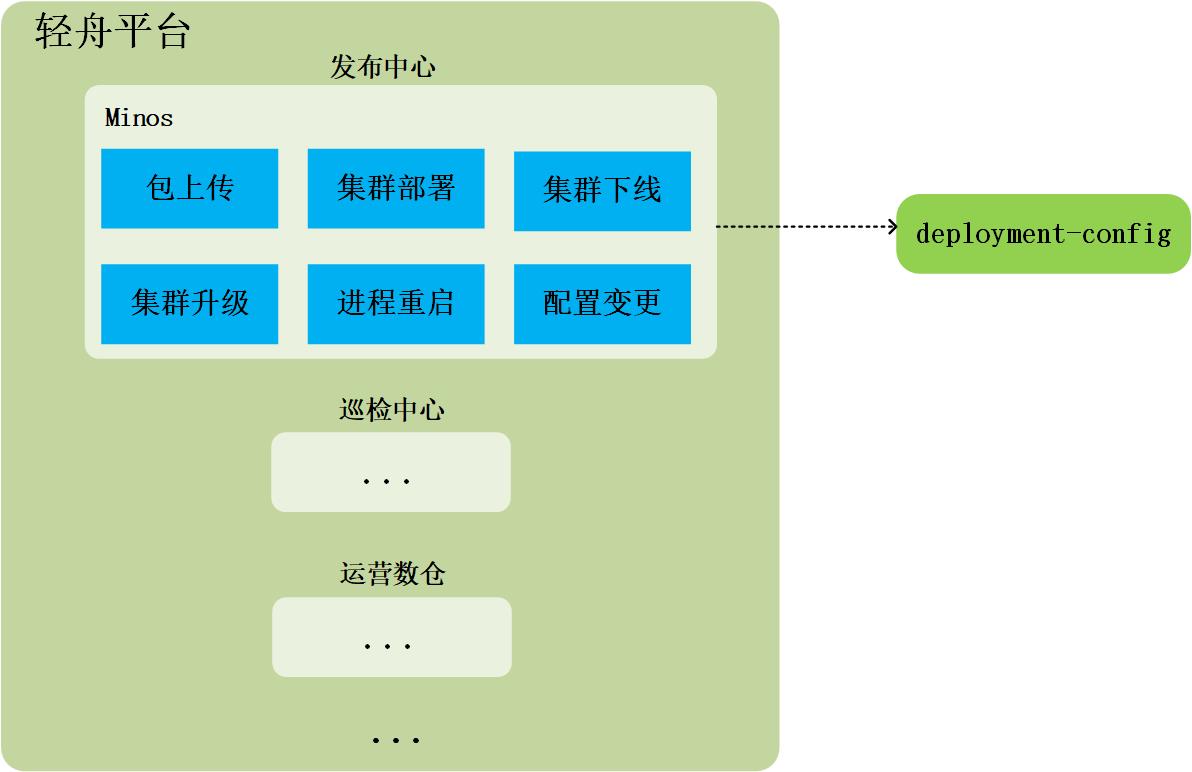 轻舟平台
发布中心
Minos
包上传 集群部署 集群下线
deployment-config
集群升级 进程重启 配置变更
巡检中心
...
运营数仓
...
...